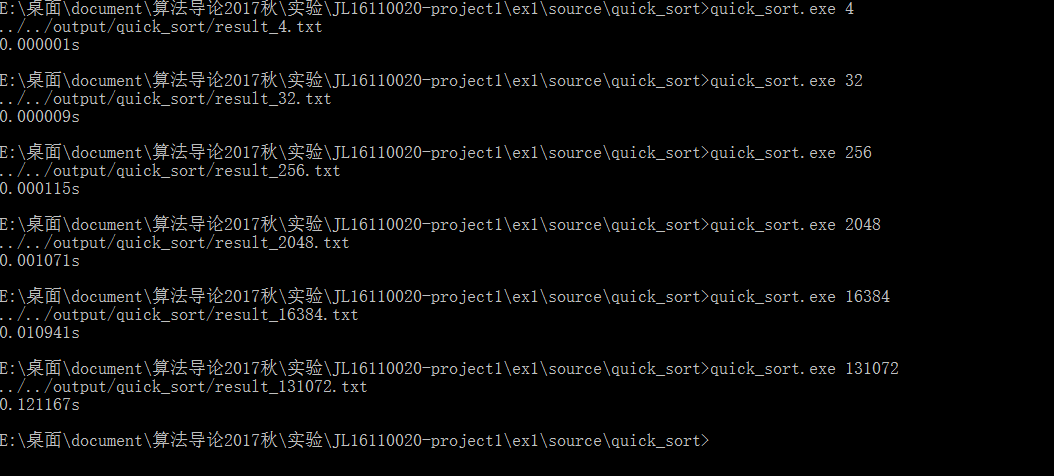 E:\桌面\document\算法导论2017秋\实验\JL16110020-project1\ex1\source\quick_sort>quick_sort.exe 4
../../output/quick_sort/result_4.txt
0.000001s
E:\桌面\document\算法导论2017秋\实验\JL16110020-project1\ex1\source\quick_sort>quick_sort.exe 32
../../output/quick_sort/result_32.txt
0.000009s
E:\桌面\document\算法导论2017秋\实验\JL16110020-project1\ex1\source\quick_sort>quick_sort.exe 256
../../output/quick_sort/result_256.txt
0.000115s
E:\桌面\document\算法导论2017秋\实验\JL16110020-project1\ex1\source\quick_sort>quick_sort.exe 2048
../../output/quick_sort/result_2048.txt
0.001071s
E:\桌面\document\算法导论2017秋\实验\JL16110020-project1\ex1\source\quick_sort>quick_sort.exe 16384
../../output/quick_sort/result_16384.txt
0.010941s
E:\桌面\document\算法导论2017秋\实验\JL16110020-project1\ex1\source\quick_sort>quick_sort.exe 131072
../../output/quick_sort/result_131072.txt
0.121167s
E:\桌面\document\算法导论2017秋\实验\JL16110020-project1\ex1\source\quick_sort>